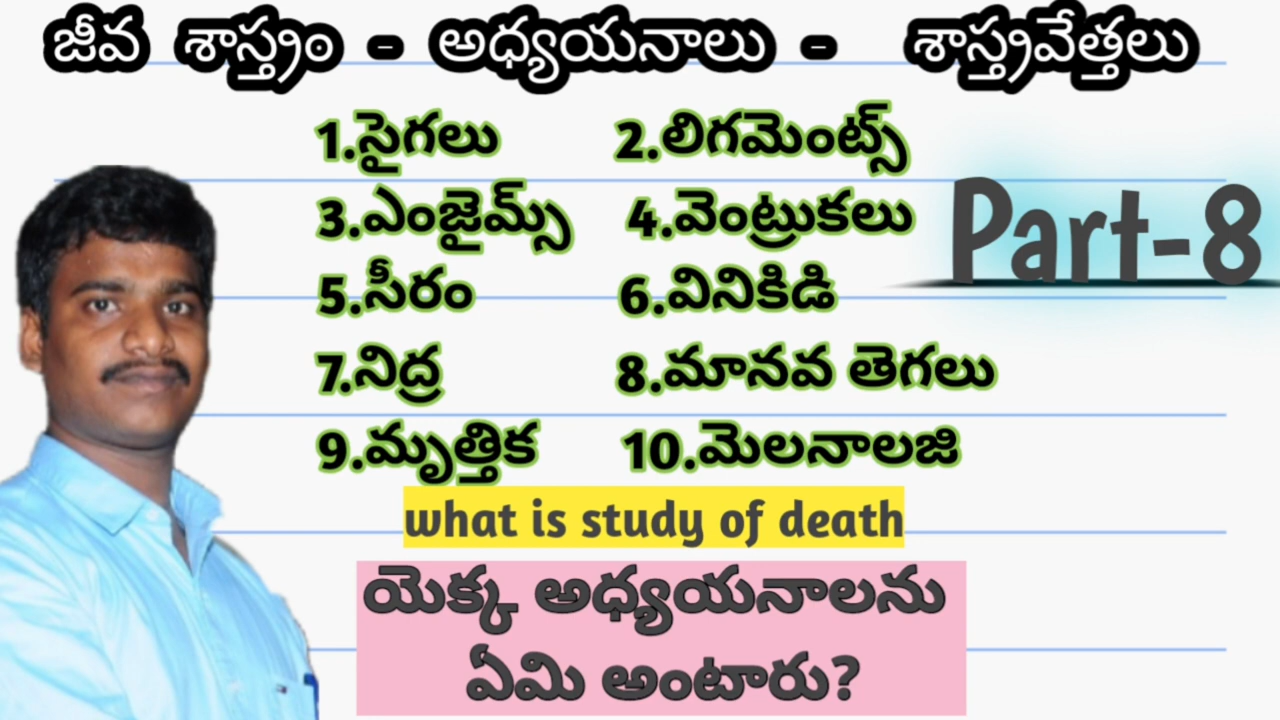 జీవ శాస్త్రం - అధ్యయనాలు - శాస్త్రవేత్తలు
1.సైగలు 2.లిగమెంట్స్
Part-8
3.ఎంజైమ్స్ 4.వెంట్రుకలు
5.సీరం 6.వినికిడి
7.నిద్ర 8.మానవ తెగలు
9.మృత్తిక 10.మెలనాలజి
what is study of death
యెక్క అధ్యయనాలను
ఏమి అంటారు?